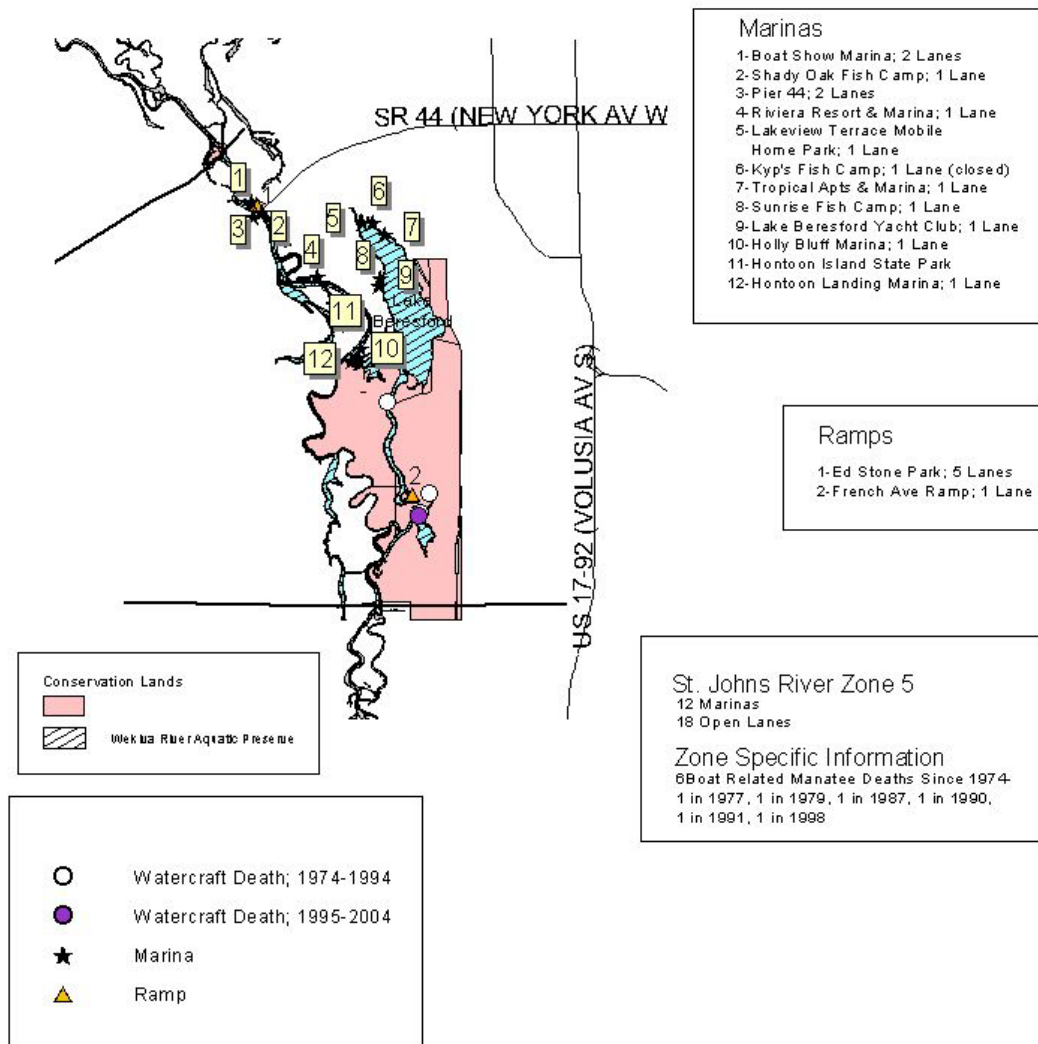 Marinas
1-Boat Show Marina; 2 Lanes
2-Shady Oak Fish Camp; 1 Lane
3-Pier 44; 2 Lanes
4-Riviera Resort & Marina; 1 Lane
5-Lakeview Terrace Mobile
Home Park; 1 Lane
6-Kyp's Fish Camp; 1 Lane (closed)
7-Tropical Apts & Marina; 1 Lane
8-Sunrise Fish Camp; 1 Lane
9-Lake Beresford Yacht Club; 1 Lane
10-Holly Bluff Marina; 1 Lane
11-Hontoon Island State Park
12-Hontoon Landing Marina; 1 Lane
SR 44 (NEW YORK AV W
1
6
5
3
2
7
4
8
9
Lake
Beresford
11
10
12
2
US 17-92 (VOLUSIA AV S)
Ramps
1-Ed Stone Park; 5 Lanes
2-French Ave Ramp; 1 Lane
Conservation Lands
Wekiva River Aquatic Preserve
St. Johns River Zone 5
12 Marinas
18 Open Lanes
Zone Specific Information
6Boat Related Manatee Deaths Since 1974-
1 in 1977, 1 in 1979, 1 in 1987, 1 in 1990,
1 in 1991, 1 in 1998
Watercraft Death; 1974-1994
Watercraft Death; 1995-2004
Marina
Ramp